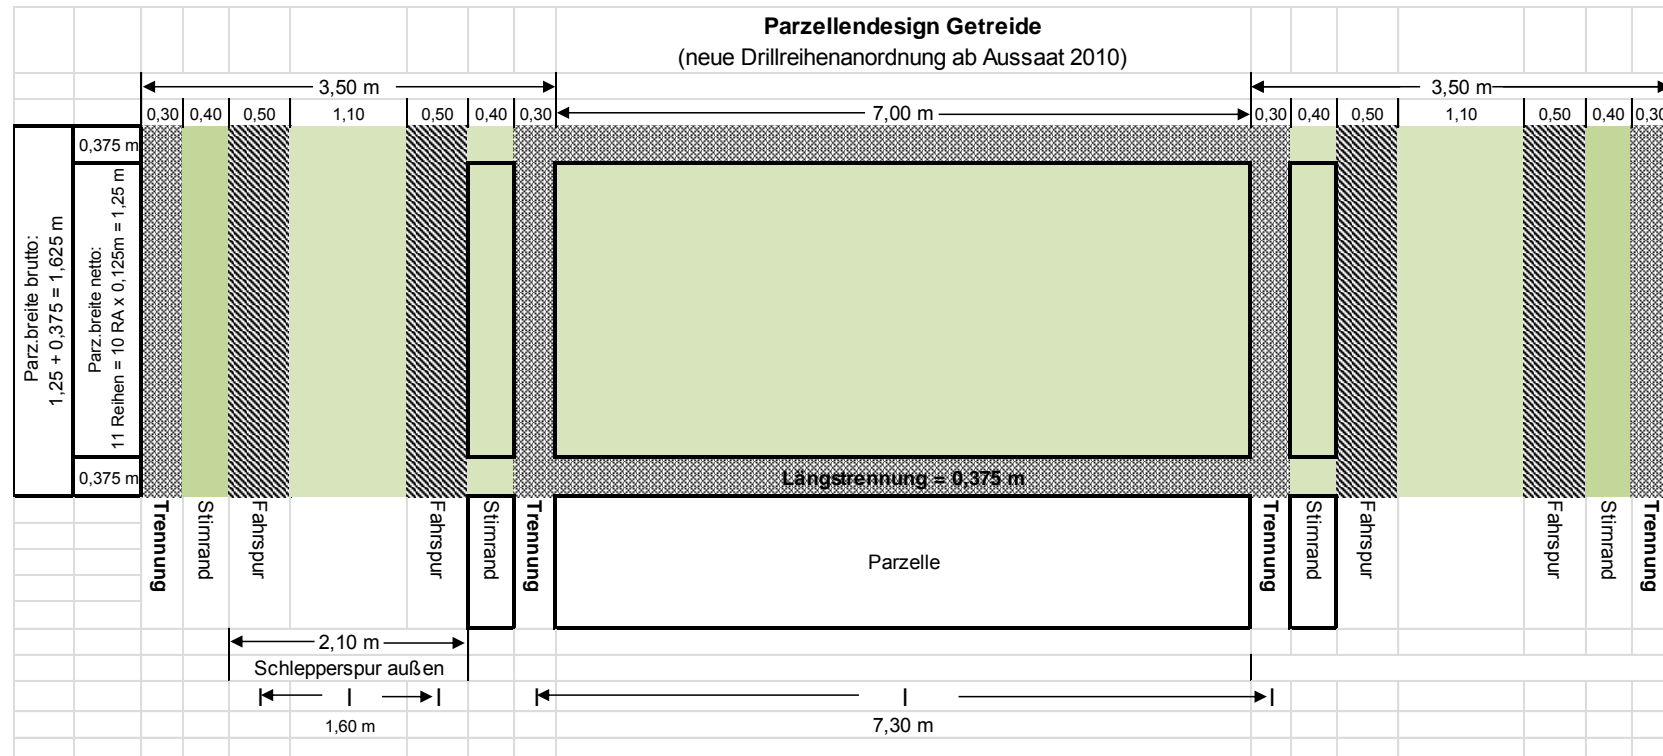 Parzellendesign Getreide
(neue Drillreihenanordnung ab Aussaat 2010)
3,50 m
3,50 m
0,30 0,40 0,50 1,10 0,50 0,40 0,30 7,00 m 0,30 0,40 0,50 1,10 0,50 0,40 0,30
0,375 m
Parz.breite brutto:
1,25 + 0,375 = 1,625 m
Parz.breite netto:
11 Reihen = 10 RA x 0,125m = 1,25 m
0,375 m
Längstrennung = 0,375 m
Trennung
Stirnrand
Fahrspur
Fahrspur
Stirnrand
Trennung
Parzelle
Trennung
Stirnrand
Fahrspur
Fahrspur
Stirnrand
Trennung
2,10 m
Schlepperspur außen
1,60 m
7,30 m